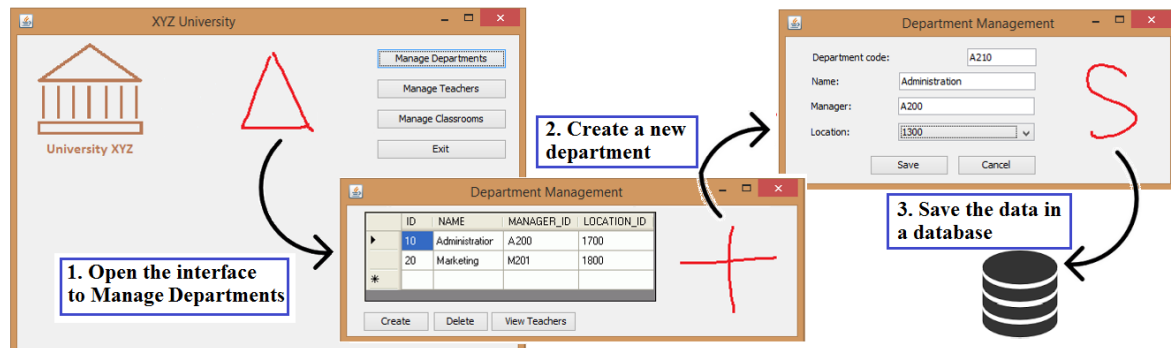 XYZ University
University XYZ
Manage Departments
Manage Teachers
Manage Classrooms
Exit
1. Open the interface
to Manage Departments
Department Management
ID NAME MANAGER_ID LOCATION_ID
10 Administratior A200 1700
20 Marketing M201 1800
Create Delete View Teachers
2. Create a new
department
Department Management
Department code: A210
Name: Administration
Manager: A200
Location: 1300
Save Cancel
S
3. Save the data in
a database